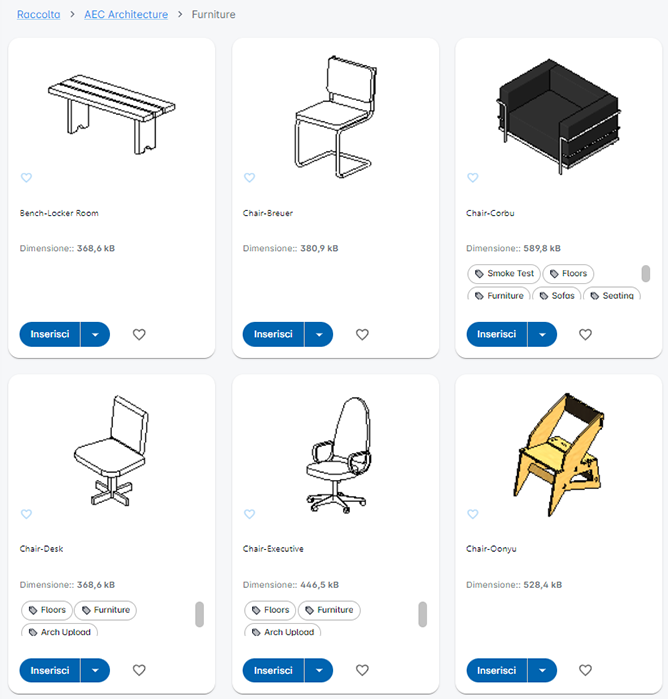 Raccolta > AEC Architecture > Furniture
Bench-Locker Room
Dimensione:: 368,6 kB
Inserisci
Chair-Breuer
Dimensione:: 380,9 kB
Inserisci
Chair-Corbu
Dimensione:: 589,8 kB
Smoke Test Floors
Furniture Sofas Seating
Inserisci
Chair-Desk
Dimensione:: 368,6 kB
Floors Furniture
Arch Upload
Inserisci
Chair-Executive
Dimensione:: 446,5 kB
Floors Furniture
Arch Upload
Inserisci
Chair-Oonyu
Dimensione:: 528,4 kB
Inserisci